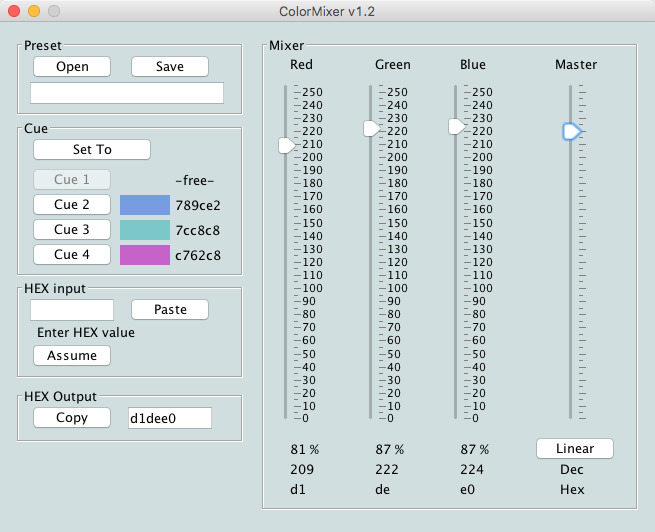 ColorMixer v1.2
Preset
Open Save
Cue
Set To
Cue 1 -free-
Cue 2 789ce2
Cue 3 7cc8c8
Cue 4 c762c8
HEX input
Paste
Enter HEX value
Assume
HEX Output
Copy d1dee0
Mixer
Red Green Blue Master
250 250 250
240 240 240
230 230 230
220 220 220
210 210 210
200 200 200
190 190 190
180 180 180
170 170 170
160 160 160
150 150 150
140 140 140
130 130 130
120 120 120
110 110 110
100 100 100
90 90 90
80 80 80
70 70 70
60 60 60
50 50 50
40 40 40
30 30 30
20 20 20
10 10 10
0 0 0
81 % 87 % 87 % Linear
209 222 224 Dec
d1 de e0 Hex